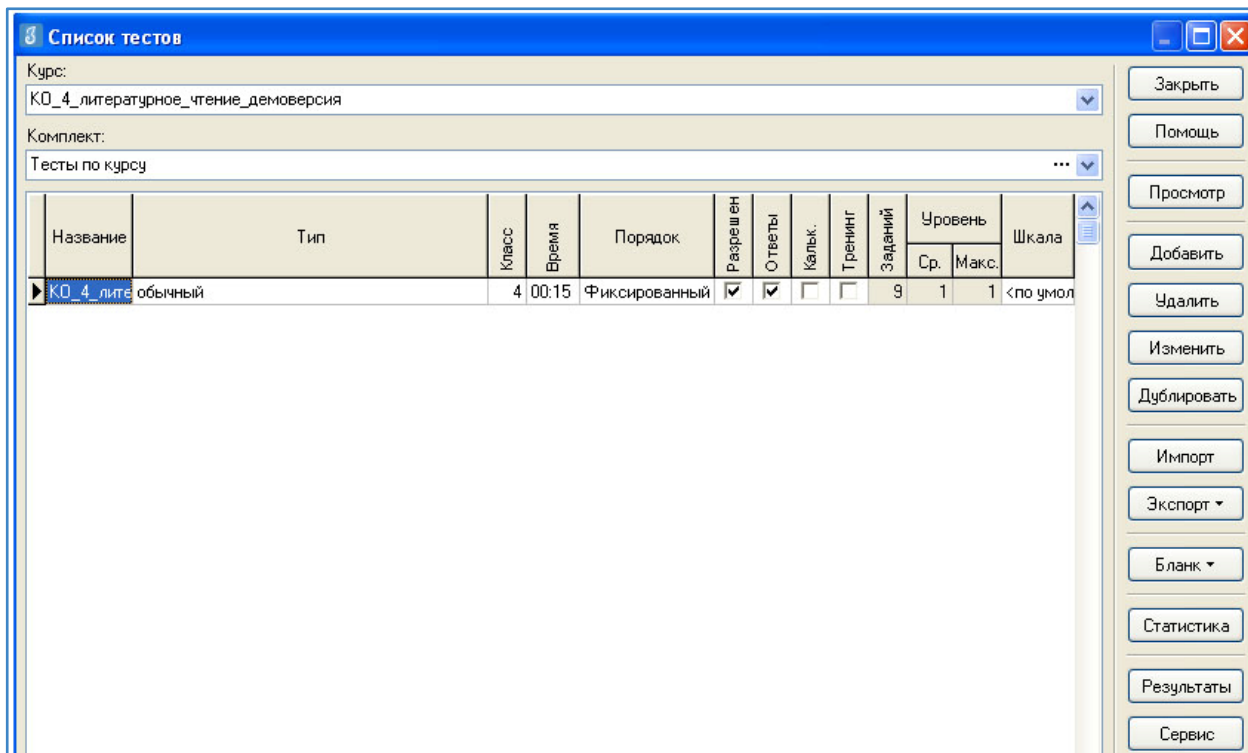 Список тестов
Курс:
КО_4_литературное_чтение_демоверсия
Комплект:
Тесты по курсу ...
Название Тип Класс Время Порядок Разрешен Ответы Кальк. Тренинг Заданий Уровень Ср. Макс. Шкала
КО_4_лите обычный 4 00:15 Фиксированный 9 1 1 <по умол
Закрыть
Помощь
Просмотр
Добавить
Удалить
Изменить
Дублировать
Импорт
Экспорт
Бланк
Статистика
Результаты
Сервис